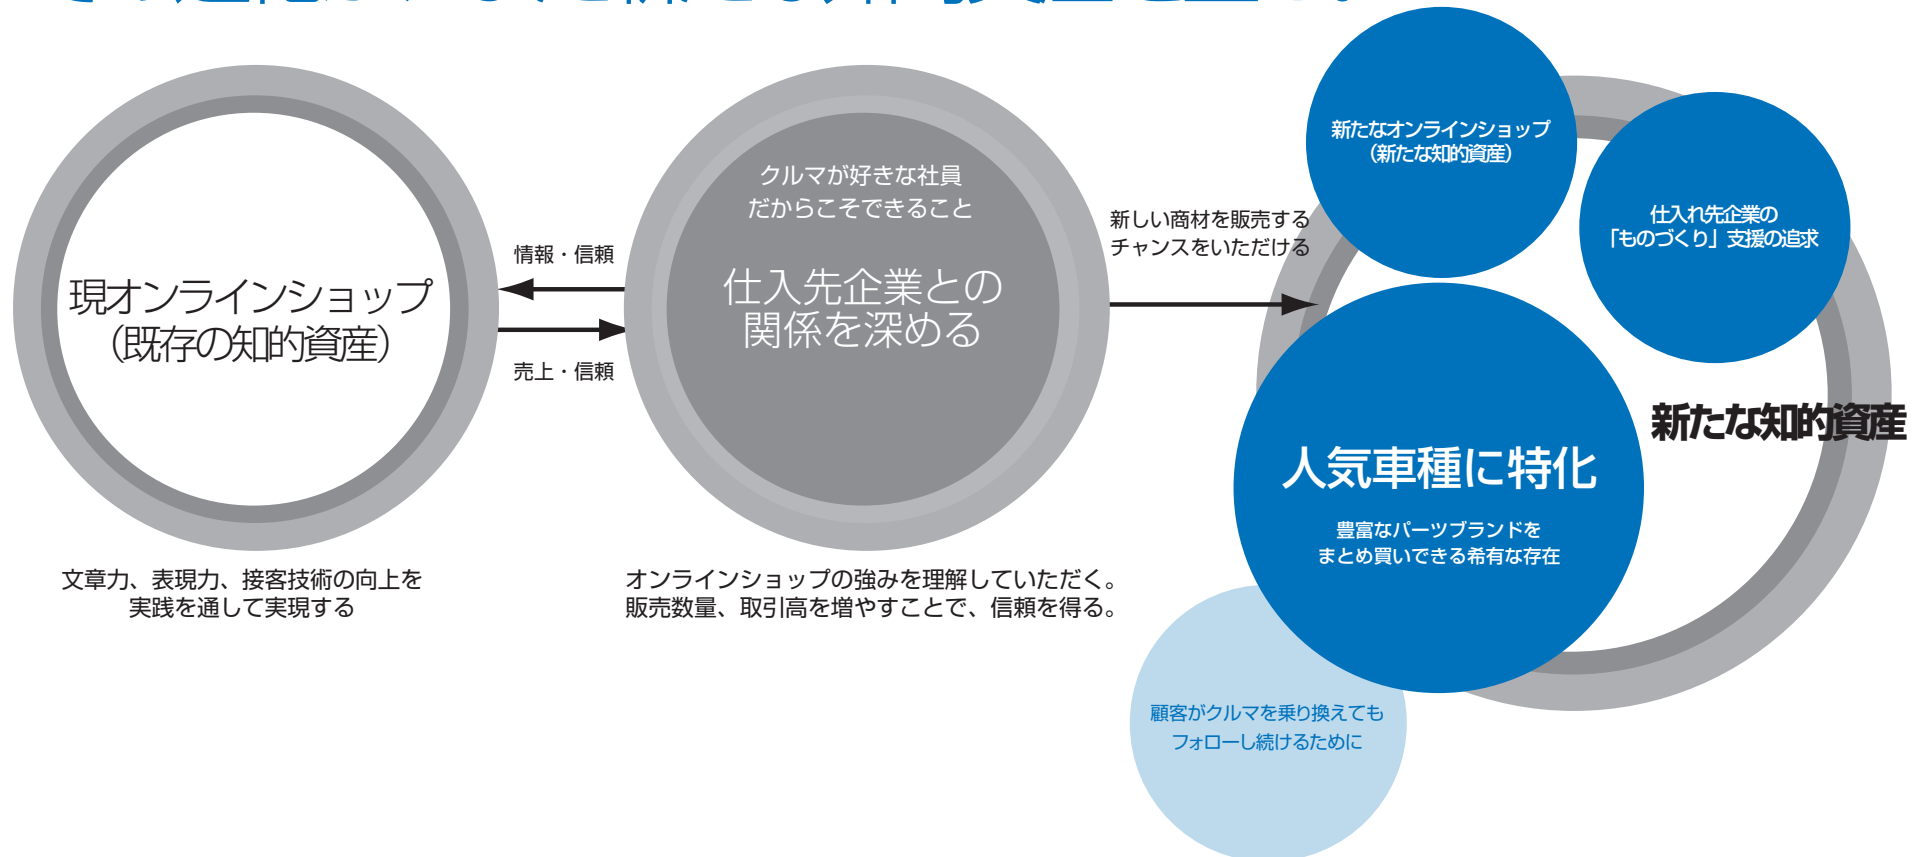 現オンラインショップ
（既存の知的資産）
文章力、表現力、接客技術の向上を
実践を通して実現する
情報・信頼
売上・信頼
クルマが好きな社員
だからこそできること
仕入先企業との
関係を深める
オンラインショップの強みを理解していただく。
販売数量、取引高を増やすことで、信頼を得る。
新しい商材を販売する
チャンスをいただける
新たなオンラインショップ
（新たな知的資産）
仕入れ先企業の
「ものづくり」支援の追求
新たな知的資産
人気車種に特化
豊富なパーツブランドを
まとめ買いできる希有な存在
顧客がクルマを乗り換えても
フォローし続けるために